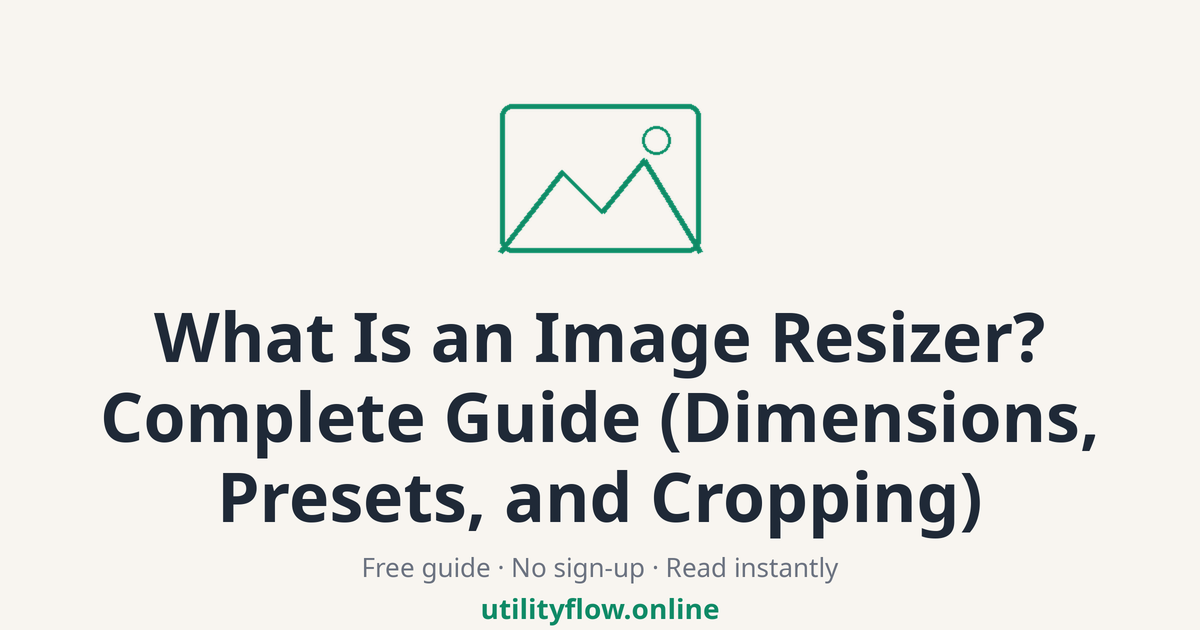 What Is an Image Resizer?
Complete Guide (Dimensions,
Presets, and Cropping)
Free guide · No sign-up · Read instantly
utilityflow.online